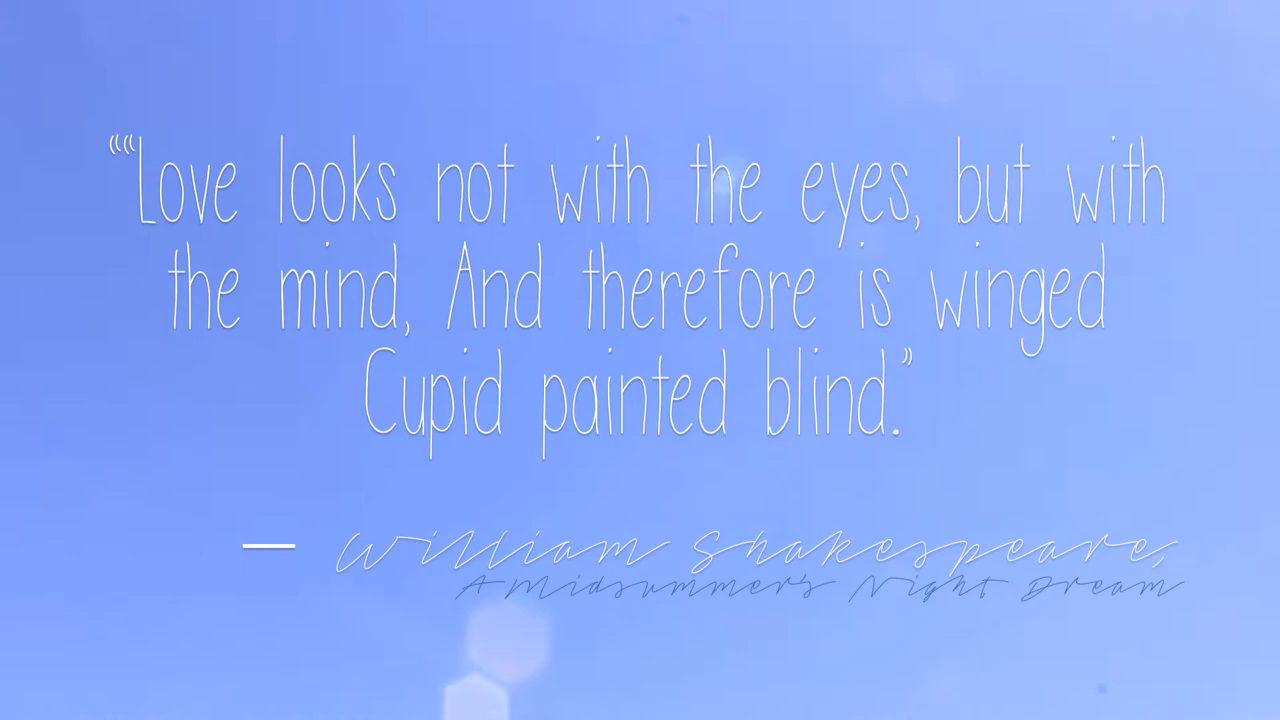 ““Love looks not with the eyes, but with
the mind, And therefore is winged
Cupid painted blind.”
— William Shakespeare,
A Midsummer's Night Dream